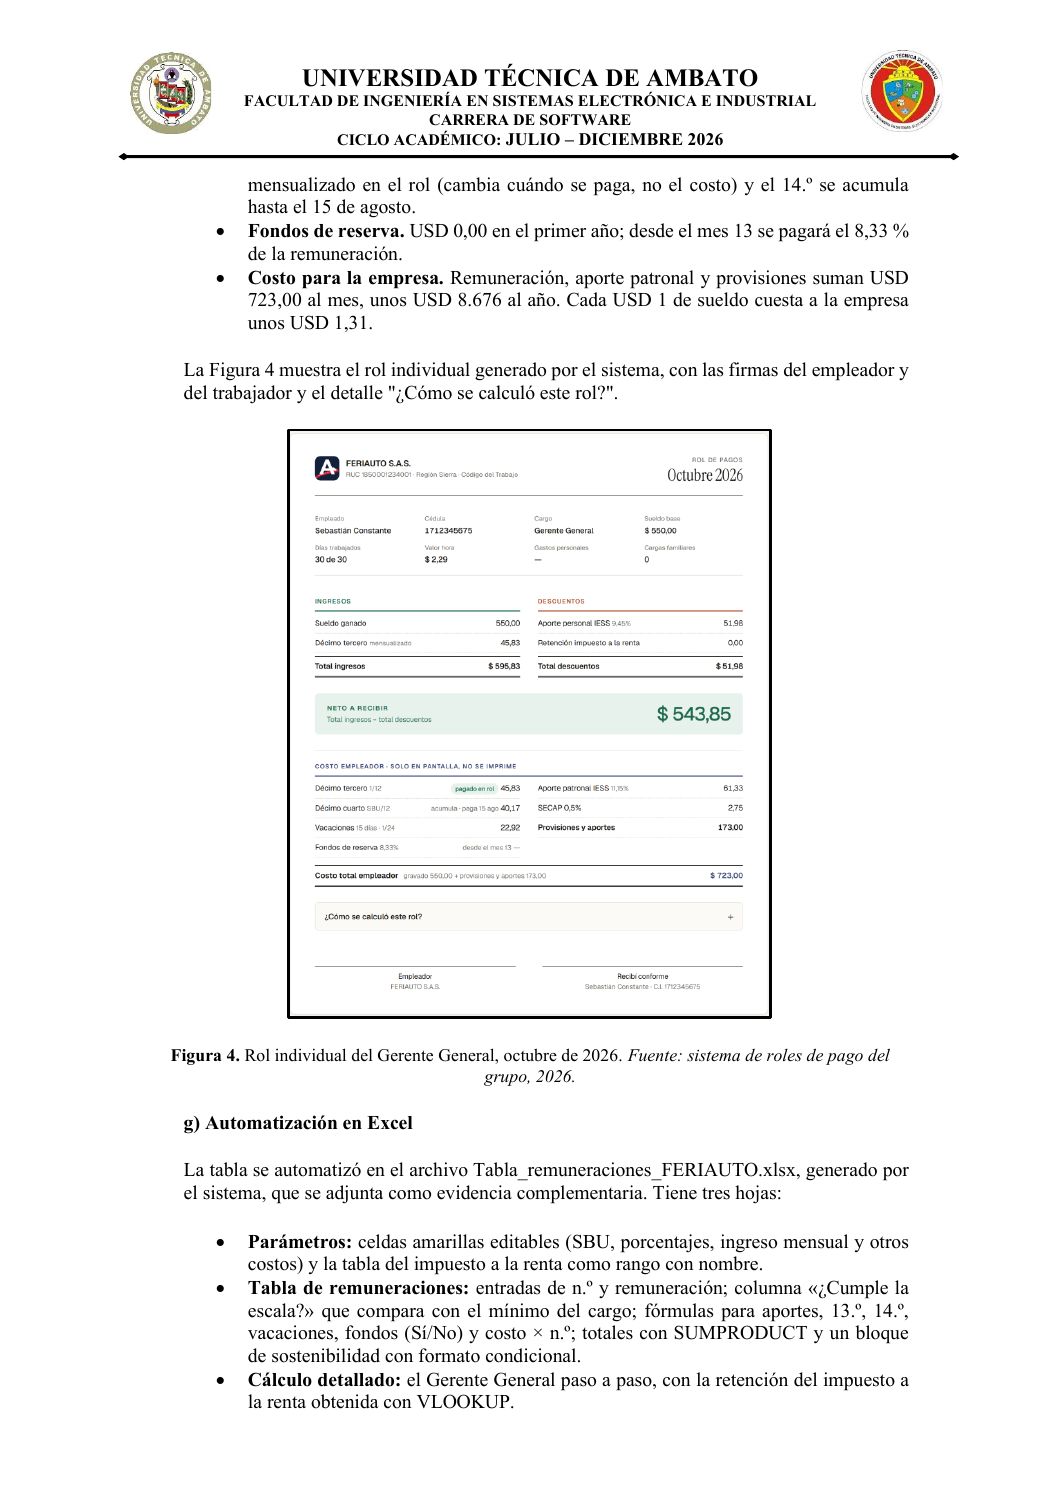 UNIVERSIDAD TÉCNICA DE AMBATO
FACULTAD DE INGENIERÍA EN SISTEMAS ELECTRÓNICA E INDUSTRIAL
CARRERA DE SOFTWARE
CICLO ACADÉMICO: JULIO – DICIEMBRE 2026
mensualizado en el rol (cambia cuándo se paga, no el costo) y el 14.º se acumula
hasta el 15 de agosto.
• Fondos de reserva. USD 0,00 en el primer año; desde el mes 13 se pagará el 8,33 %
de la remuneración.
• Costo para la empresa. Remuneración, aporte patronal y provisiones suman USD
723,00 al mes, unos USD 8.676 al año. Cada USD 1 de sueldo cuesta a la empresa
unos USD 1,31.
La Figura 4 muestra el rol individual generado por el sistema, con las firmas del empleador y
del trabajador y el detalle "¿Cómo se calculó este rol?".
FERIAUTO S.A.S.
RUC 1850001234001 · Región Sierra · Código del Trabajo
ROL DE PAGOS
Octubre 2026
Empleado Cédula Cargo Sueldo base
Sebastián Constante 1712345675 Gerente General $ 550,00
Días trabajados Valor hora Gastos personales Cargas familiares
30 de 30 $ 2,29 — 0
INGRESOS DESCUENTOS
Sueldo ganado 550,00 Aporte personal IESS 9,45% 51,98
Décimo tercero mensualizado 45,83 Retención impuesto a la renta 0,00
Total ingresos $ 595,83 Total descuentos $ 51,98
NETO A RECIBIR
Total ingresos − total descuentos
$ 543,85
COSTO EMPLEADOR · SOLO EN PANTALLA, NO SE IMPRIME
Décimo tercero 1/12 pagado en rol 45,83 Aporte patronal IESS 11,15% 61,33
Décimo cuarto SBU/12 acumula · paga 15 ago 40,17 SECAP 0,5% 2,75
Vacaciones 15 días · 1/24 22,92 Provisiones y aportes 173,00
Fondos de reserva 8,33% desde el mes 13 —
Costo total empleador gravado 550,00 + provisiones y aportes 173,00 $ 723,00
¿Cómo se calculó este rol? +
Empleador Recibí conforme
FERIAUTO S.A.S. Sebastián Constante · C.I. 1712345675
Figura 4. Rol individual del Gerente General, octubre de 2026. Fuente: sistema de roles de pago del
grupo, 2026.
g) Automatización en Excel
La tabla se automatizó en el archivo Tabla_remuneraciones_FERIAUTO.xlsx, generado por
el sistema, que se adjunta como evidencia complementaria. Tiene tres hojas:
• Parámetros: celdas amarillas editables (SBU, porcentajes, ingreso mensual y otros
costos) y la tabla del impuesto a la renta como rango con nombre.
• Tabla de remuneraciones: entradas de n.º y remuneración; columna «¿Cumple la
escala?» que compara con el mínimo del cargo; fórmulas para aportes, 13.º, 14.º,
vacaciones, fondos (Sí/No) y costo × n.º; totales con SUMPRODUCT y un bloque
de sostenibilidad con formato condicional.
• Cálculo detallado: el Gerente General paso a paso, con la retención del impuesto a
la renta obtenida con VLOOKUP.